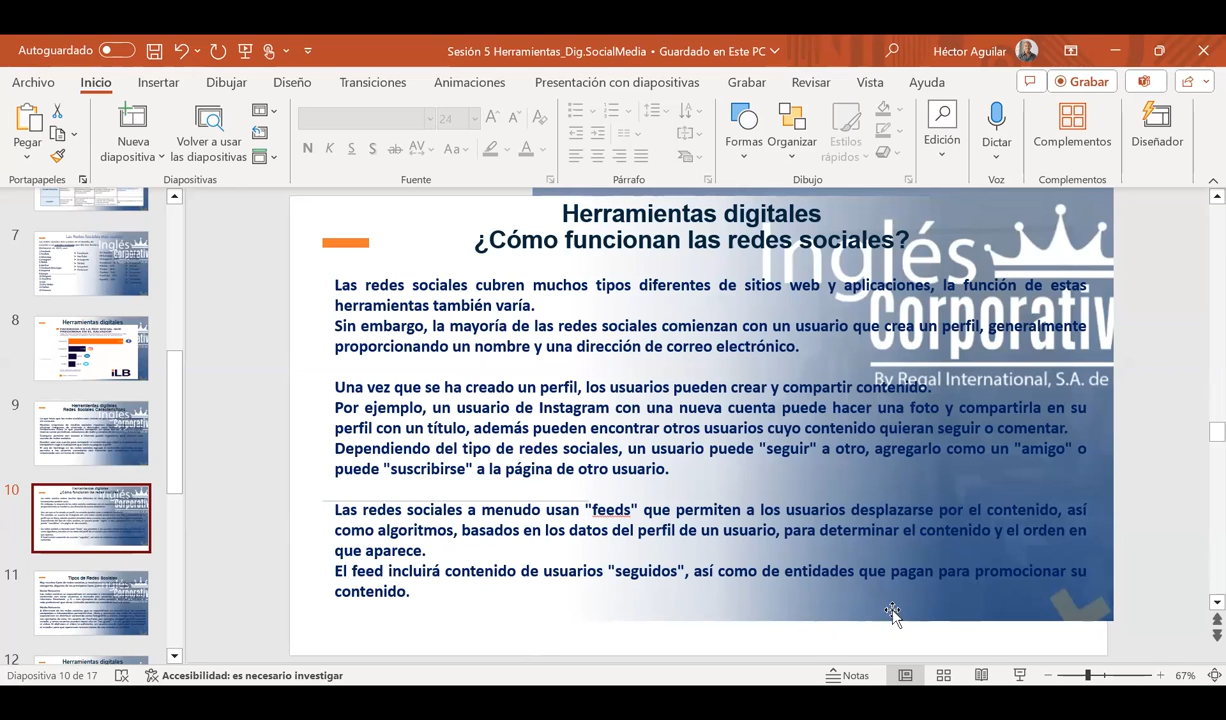 Autoguardado
Sesión 5 Herramientas_Dig.SocialMedia • Guardado en Este PC
Héctor Aguilar
Archivo Inicio Insertar Dibujar Diseño Transiciones Animaciones Presentación con diapositivas Grabar Revisar Vista Ayuda
Grabar
Pegar
Nueva diapositiva
Volver a usar las diapositivas
24
N K S S ab AV Aa A
Formas
Organizar
Estilos rápidos
Edición
Dictar
Complementos
Diseñador
Portapapeles
Diapositivas
Fuente
Párrafo
Dibujo
Voz
Complementos
7
8
Herramientas digitales
iLB
9
Herramientas digitales
Redes Sociales Características
10
11
Tipos de Redes Sociales
12
Herramientas digitales
Herramientas digitales
¿Cómo funcionan las redes sociales?
Inglés
Corporativ
By Regal International, S.A. de
Las redes sociales cubren muchos tipos diferentes de sitios web y aplicaciones, la función de estas
herramientas también varía.
Sin embargo, la mayoría de las redes sociales comienzan con un usuario que crea un perfil, generalmente
proporcionando un nombre y una dirección de correo electrónico.
Una vez que se ha creado un perfil, los usuarios pueden crear y compartir contenido.
Por ejemplo, un usuario de Instagram con una nueva cuenta puede hacer una foto y compartirla en su
perfil con un título, además pueden encontrar otros usuarios cuyo contenido quieran seguir o comentar.
Dependiendo del tipo de redes sociales, un usuario puede "seguir" a otro, agregarlo como un "amigo" o
puede "suscribirse" a la página de otro usuario.
Las redes sociales a menudo usan "feeds" que permiten a los usuarios desplazarse por el contenido, así
como algoritmos, basados en los datos del perfil de un usuario, para determinar el contenido y el orden en
que aparece.
El feed incluirá contenido de usuarios "seguidos", así como de entidades que pagan para promocionar su
contenido.
Diapositiva 10 de 17
Accesibilidad: es necesario investigar
Notas
67%